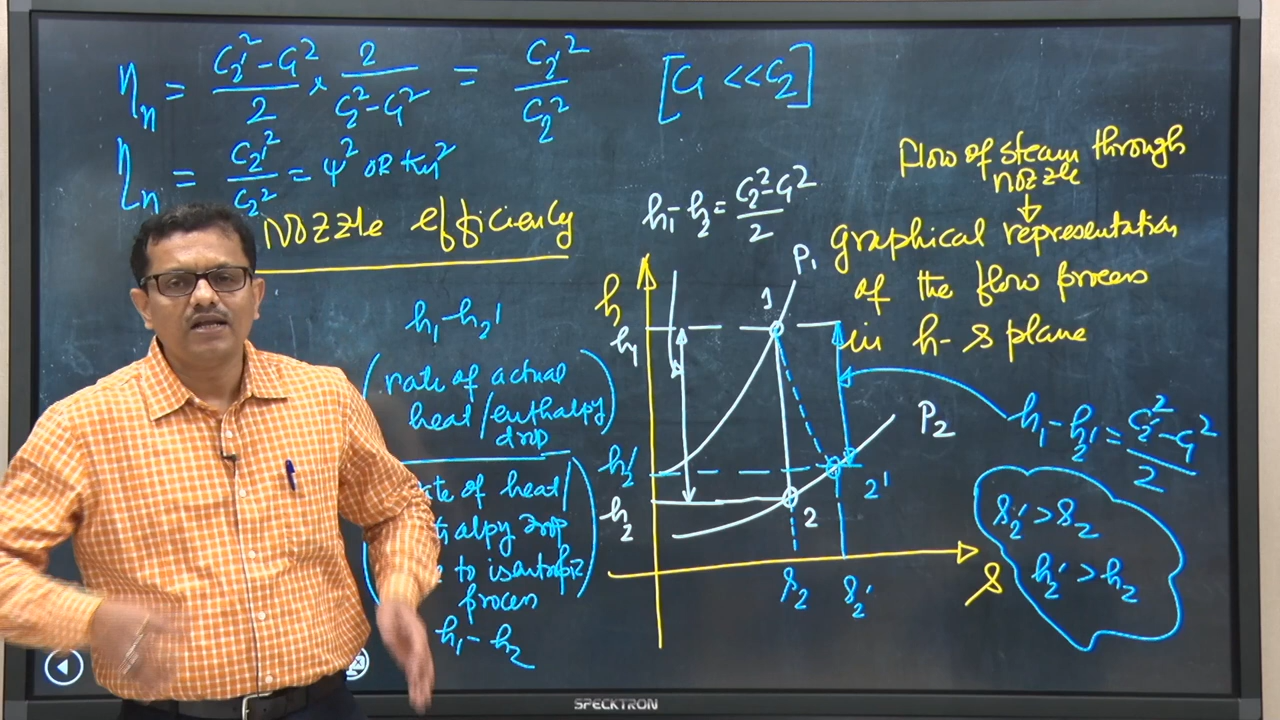 ηn = C2'² - C1² / 2 × 2 / C2² - C1² = C2'² / C2² [C1 << C2]
ηn = C2'² / C2² = ψ² OR
Nozzle efficiency
h1 - h2'
(rate of actual
heat/enthalpy
drop)
rate of heat/
drop
to isentropic
process
h1 - h2
h1 - h2 = C2² - C1² / 2
Flow of steam through
nozzle
↓
graphical representation
of the flow process
in h-s plane
h
P1
1
h1
h2'
h2
P2
2'
2
s2
s2'
s
h1 - h2' = C2'² - C1² / 2
s2' > s2
h2' > h2
SPECKTRON